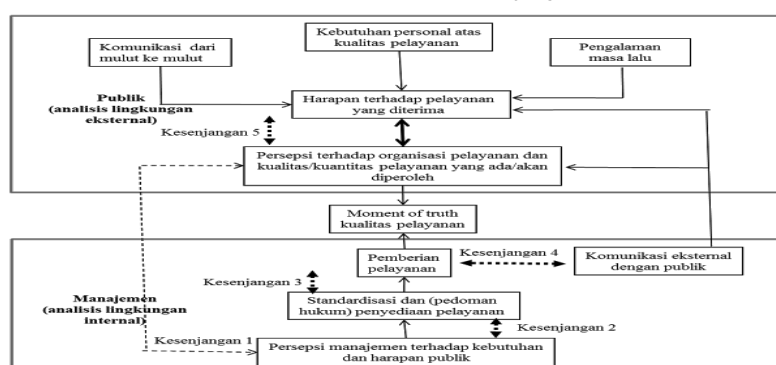 Kebutuhan personal atas
kualitas pelayanan
Komunikasi dari
mulut ke mulut
Pengalaman
masa lalu
Publik
(analisis lingkungan
eksternal)
Harapan terhadap pelayanan
yang diterima
Kesenjangan 5
Persepsi terhadap organisasi pelayanan dan
kualitas/kuantitas pelayanan yang ada/akan
diperoleh
Moment of truth
kualitas pelayanan
Pemberian
pelayanan
Kesenjangan 4
Komunikasi eksternal
dengan publik
Kesenjangan 3
Manajemen
(analisis lingkungan
internal)
Standardisasi dan (pedoman
hukum) penyediaan pelayanan
Kesenjangan 2
Kesenjangan 1
Persepsi manajemen terhadap kebutuhan
dan harapan publik